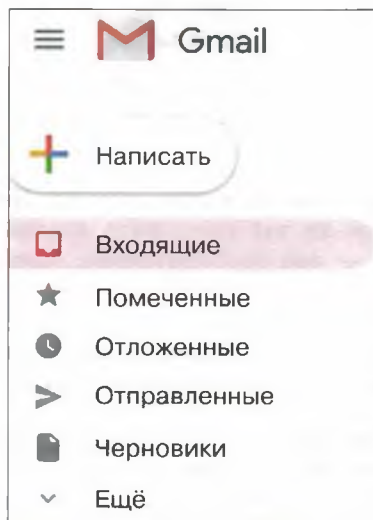 Gmail
Написать
Входящие
Помеченные
Отложенные
Отправленные
Черновики
Ещё